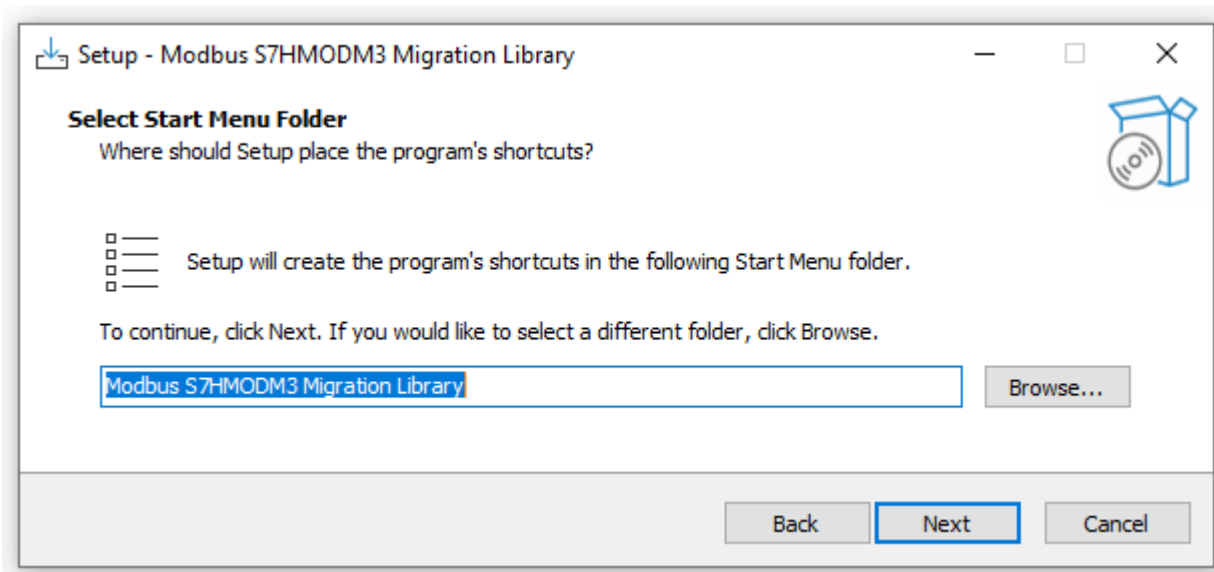 Setup - Modbus S7HMODM3 Migration Library
Select Start Menu Folder
Where should Setup place the program's shortcuts?
Setup will create the program's shortcuts in the following Start Menu folder.
To continue, click Next. If you would like to select a different folder, click Browse.
Modbus S7HMODM3 Migration Library
Browse...
Back
Next
Cancel